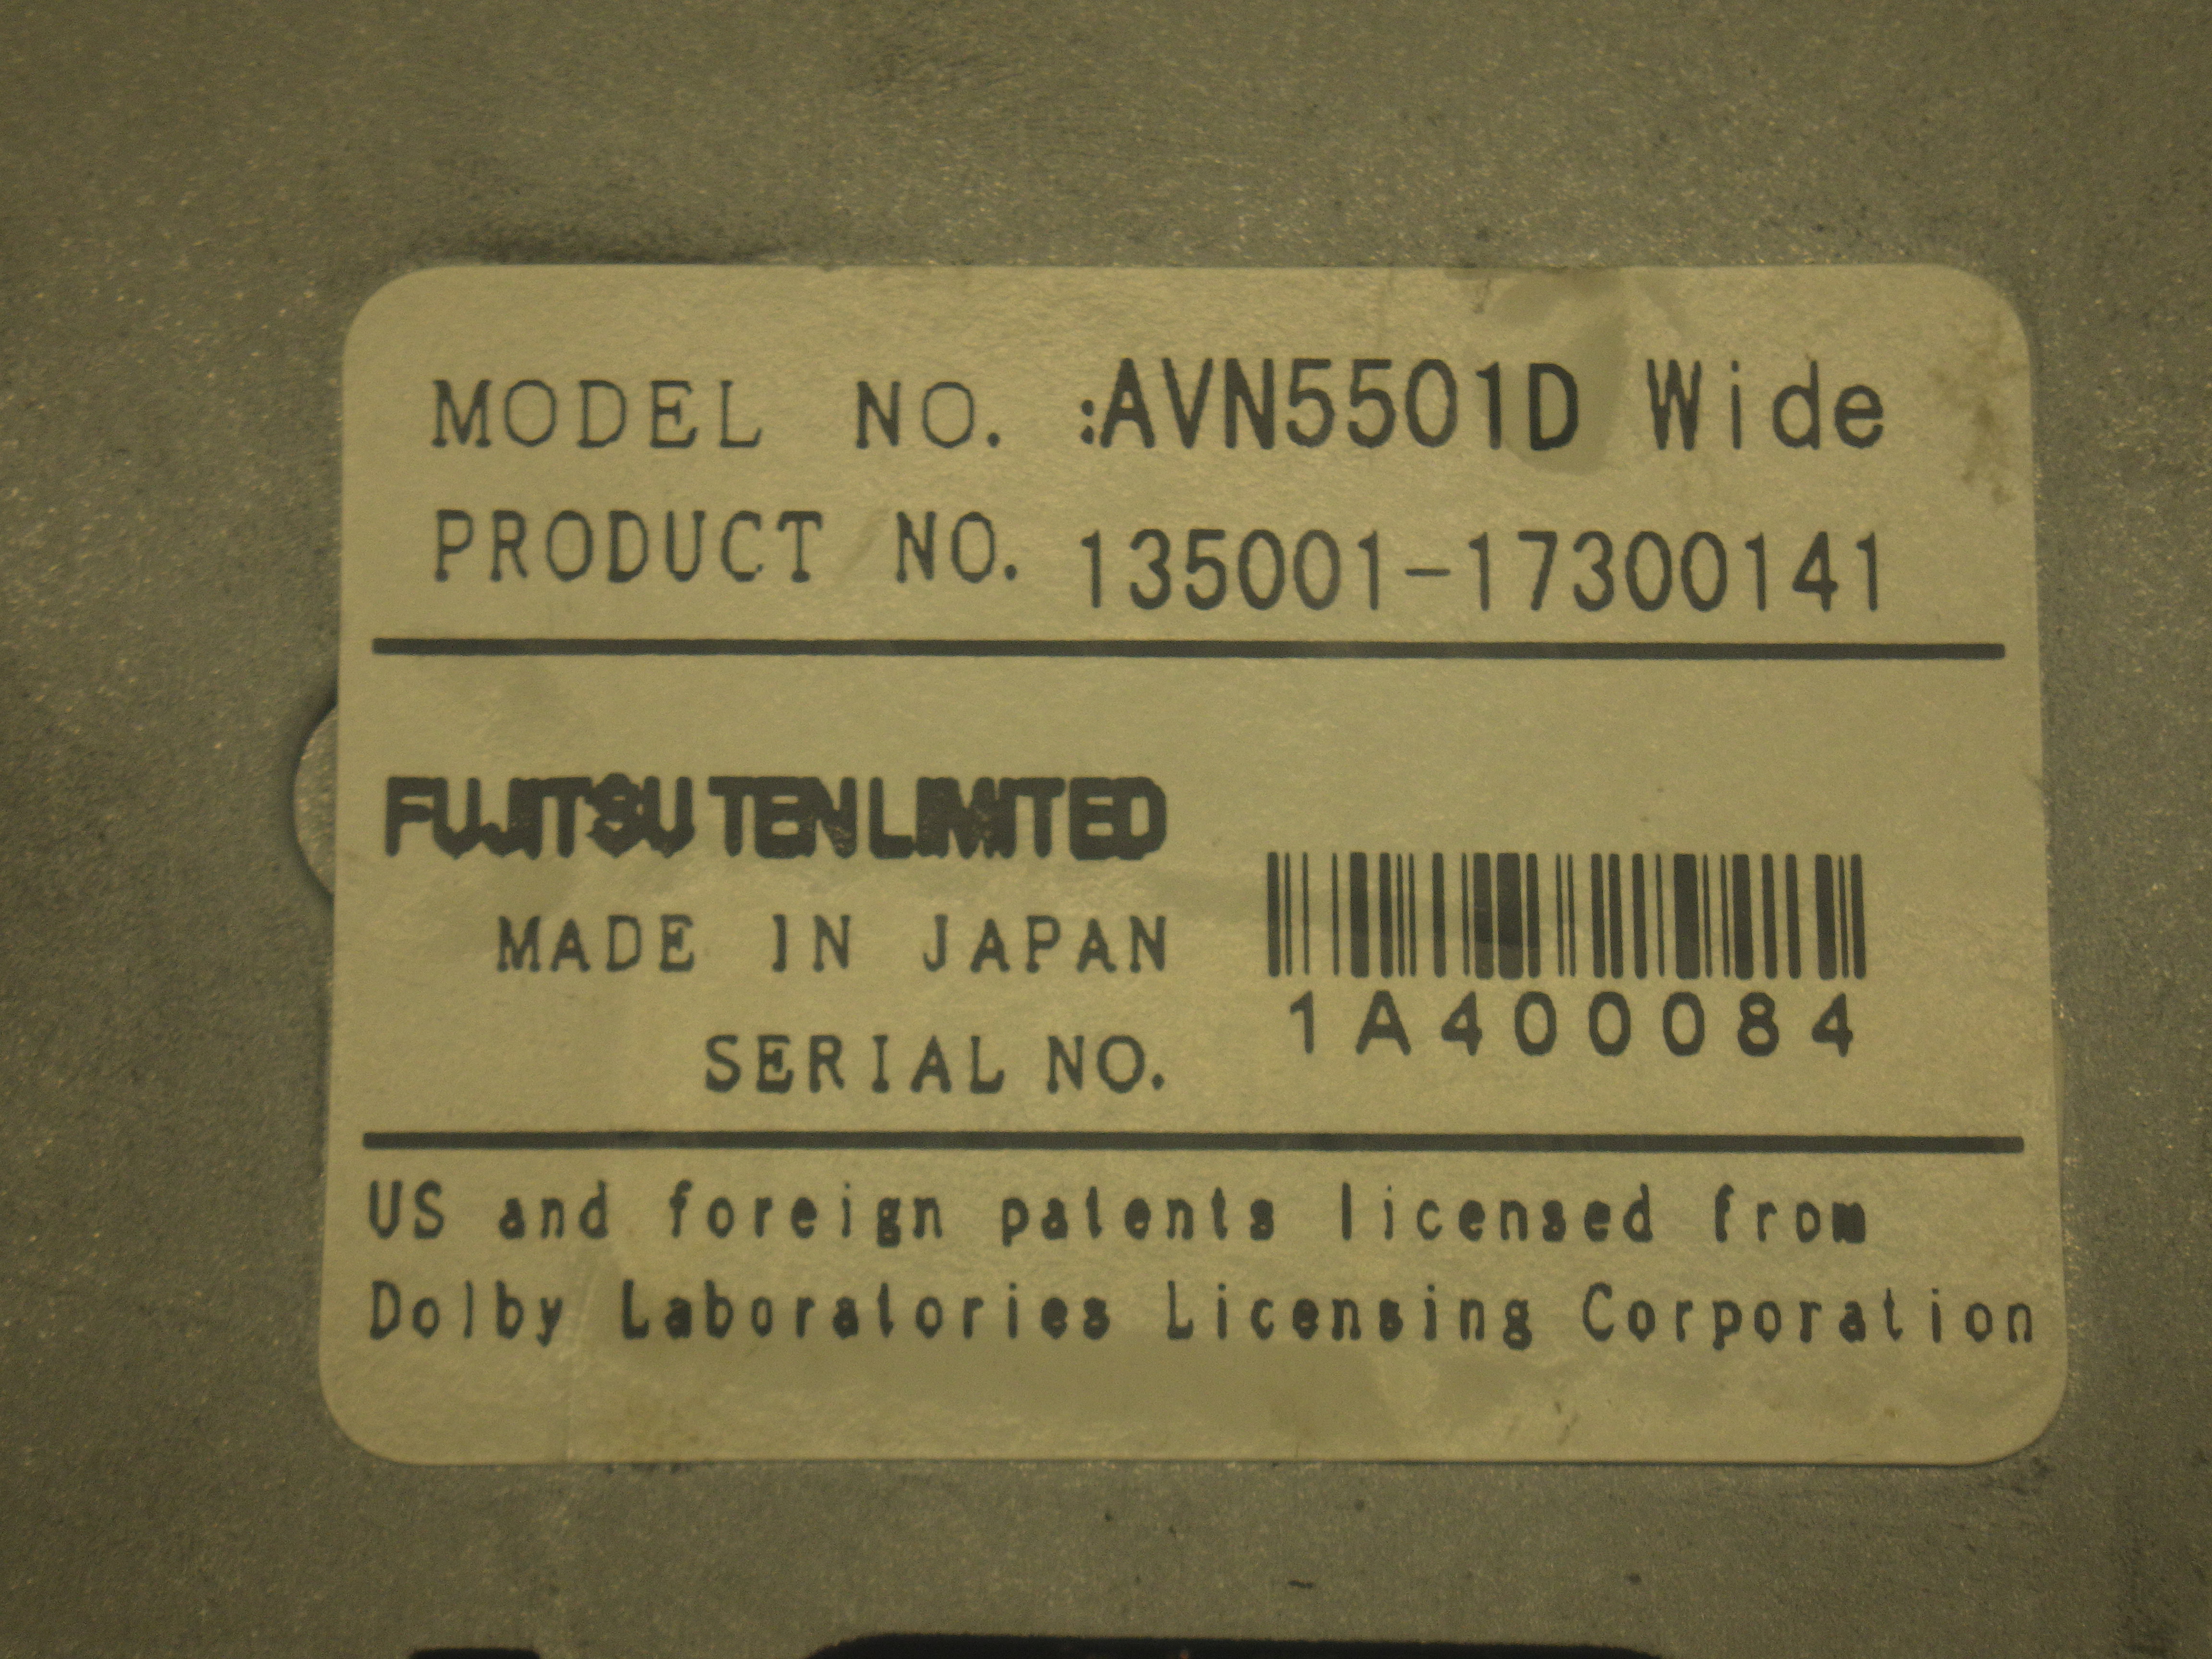 MODEL NO. :AVN5501D Wide
PRODUCT NO. 135001-17300141
FUJITSU TEN LIMITED
MADE IN JAPAN
1A400084
SERIAL NO.
US and foreign patents licensed from
Dolby Laboratories Licensing Corporation